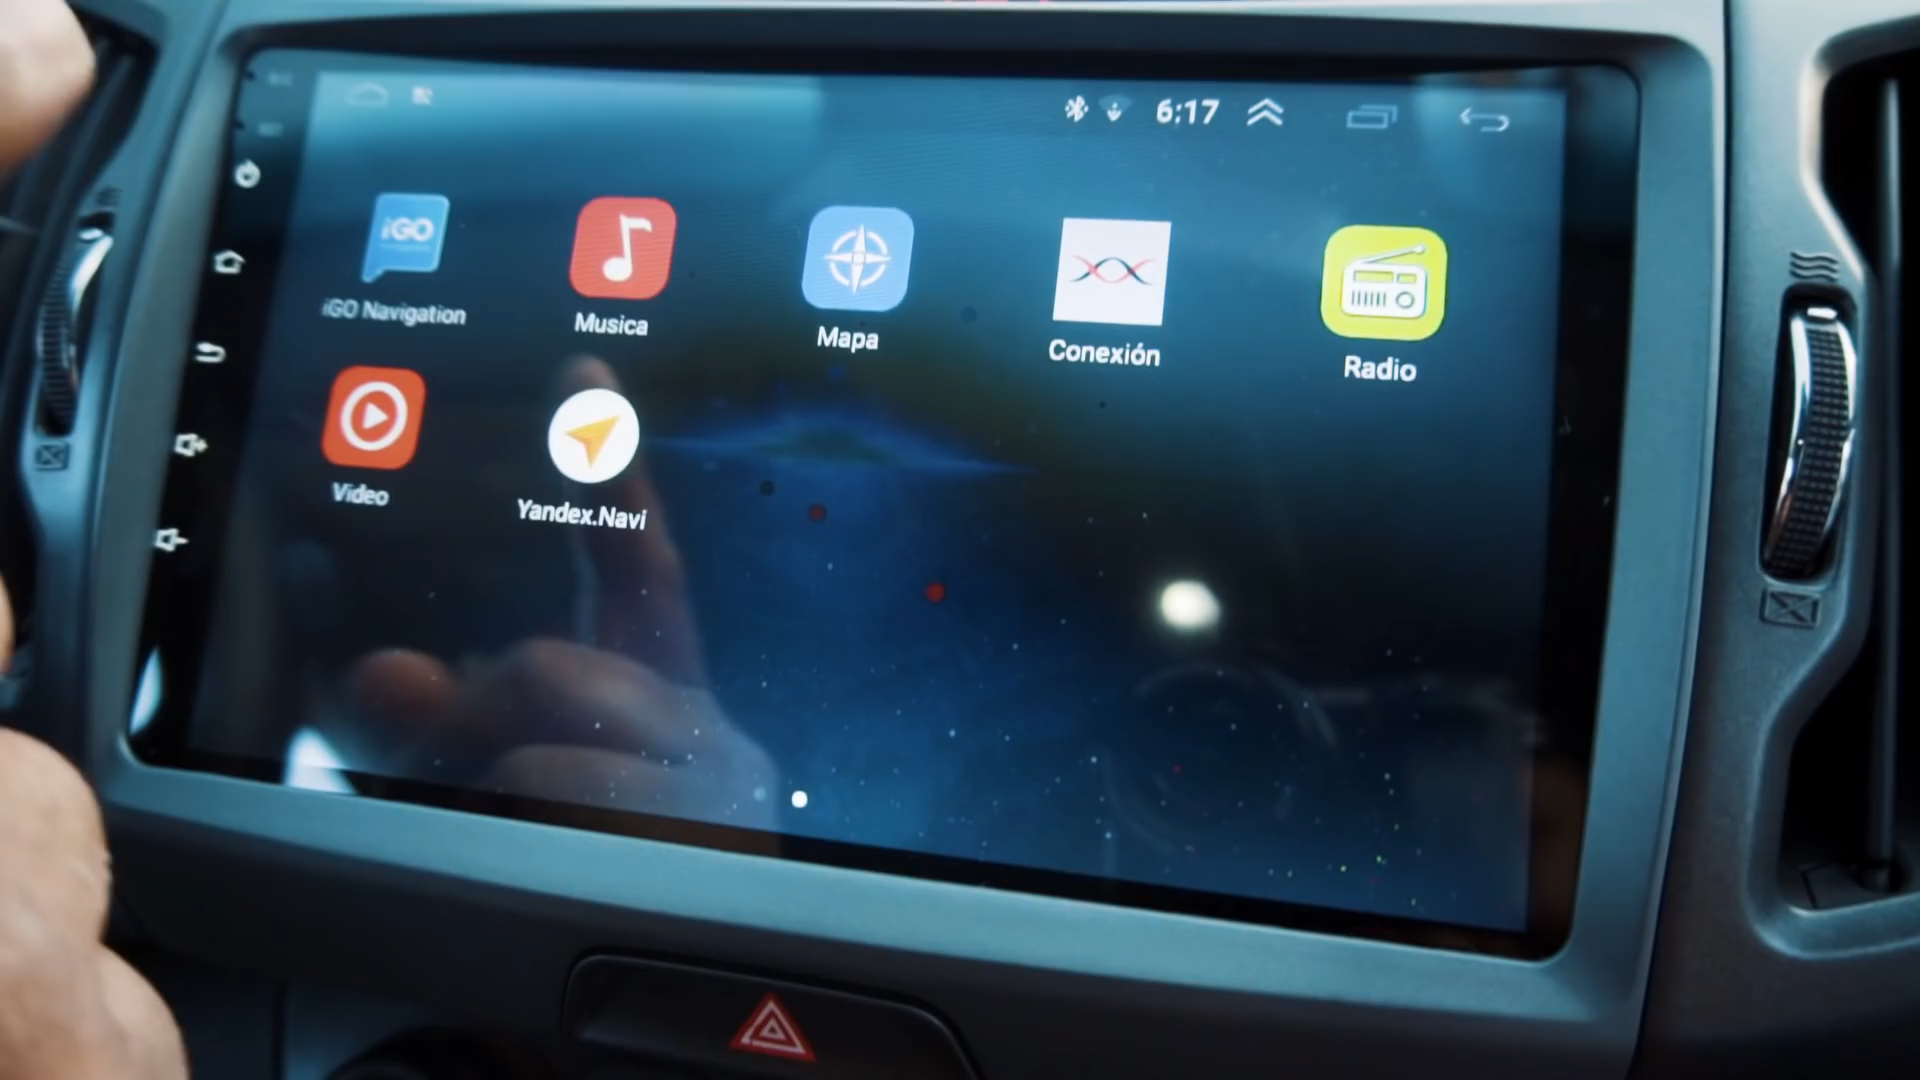 6:17
iGO
iGO Navigation
Musica
Mapa
Conexión
Radio
Video
Yandex.Navi